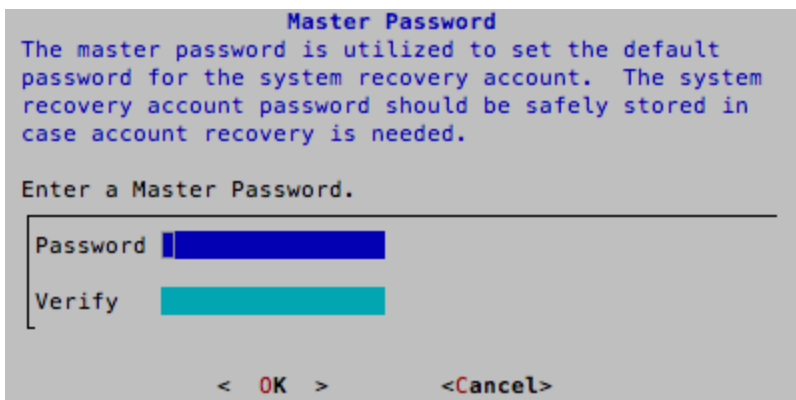 Master Password
The master password is utilized to set the default
password for the system recovery account.  The system
recovery account password should be safely stored in
case account recovery is needed.
Enter a Master Password.
Password
Verify
<  OK  >     <Cancel>